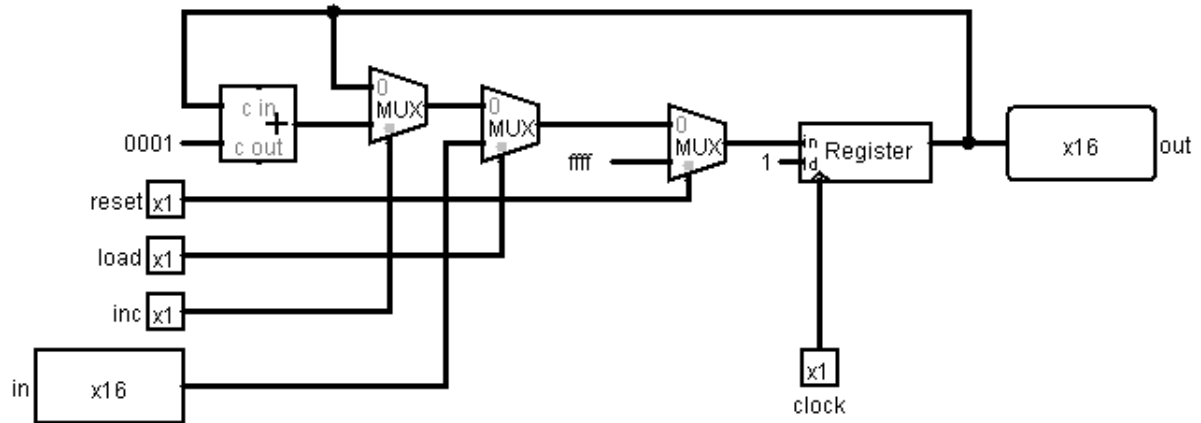 0
c in
+
MUX
0
MUX
0
MUX
in
ld
Register
x16
out
0001
c out
ffff
1
reset
x1
load
x1
inc
x1
in
x16
x1
clock